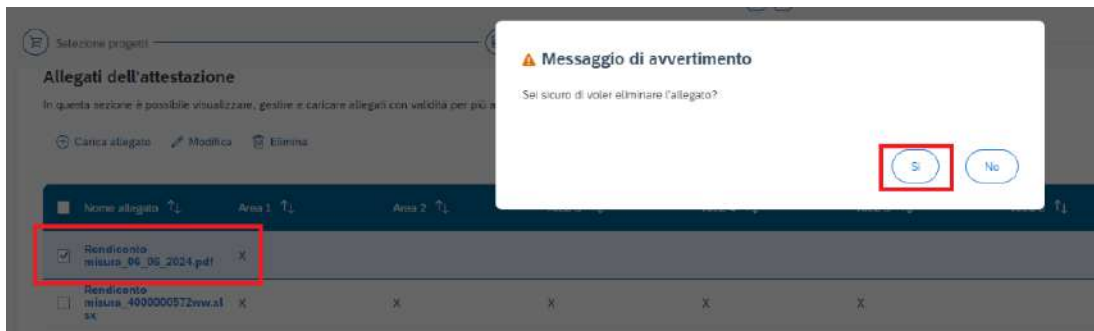 Selezione progetti
Allegati dell'attestazione
In questa sezione è possibile visualizzare, gestire e caricare allegati con validità per più
Carica allegato Modifica Elimina
Messaggio di avvertimento
Sei sicuro di voler eliminare l'allegato?
Sì No
Nome allegato Area 1 Area 2
Rendiconto
misura_06_06_2024.pdf X
Rendiconto
misura_4000000572ww.xl X X X X X
sx